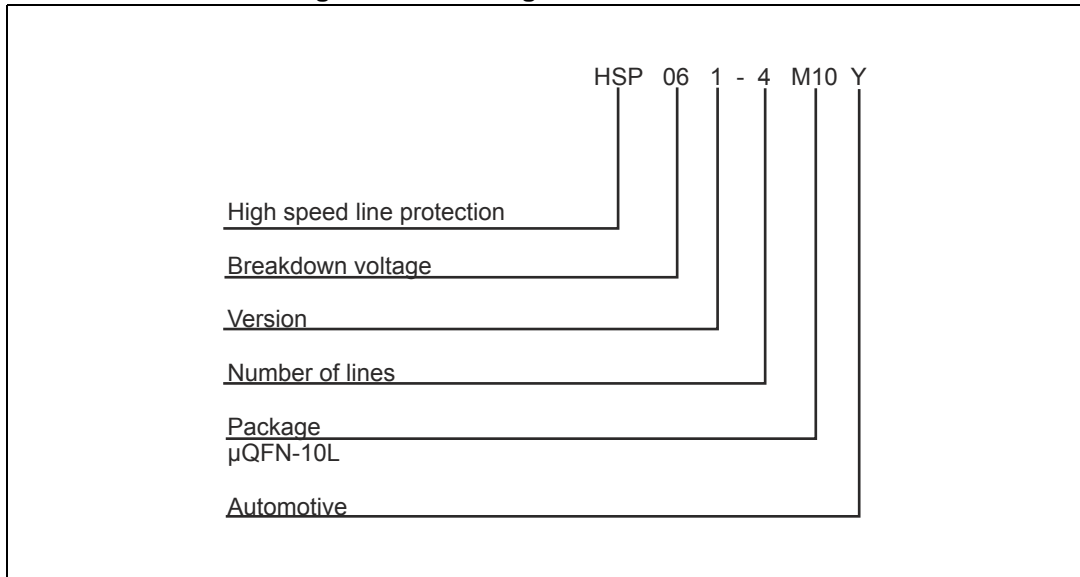 HSP 06 1 - 4 M10 Y
High speed line protection
Breakdown voltage
Version
Number of lines
Package
µQFN-10L
Automotive